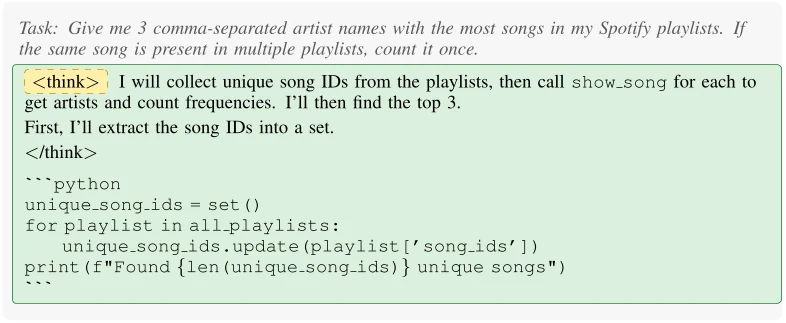 Task: Give me 3 comma-separated artist names with the most songs in my Spotify playlists. If
the same song is present in multiple playlists, count it once.
<think> I will collect unique song IDs from the playlists, then call show_song for each to
get artists and count frequencies. I'll then find the top 3.
First, I'll extract the song IDs into a set.
</think>
```python
unique_song_ids = set()
for playlist in all_playlists:
    unique_song_ids.update(playlist['song_ids'])
print(f"Found {len(unique_song_ids)} unique songs")
```